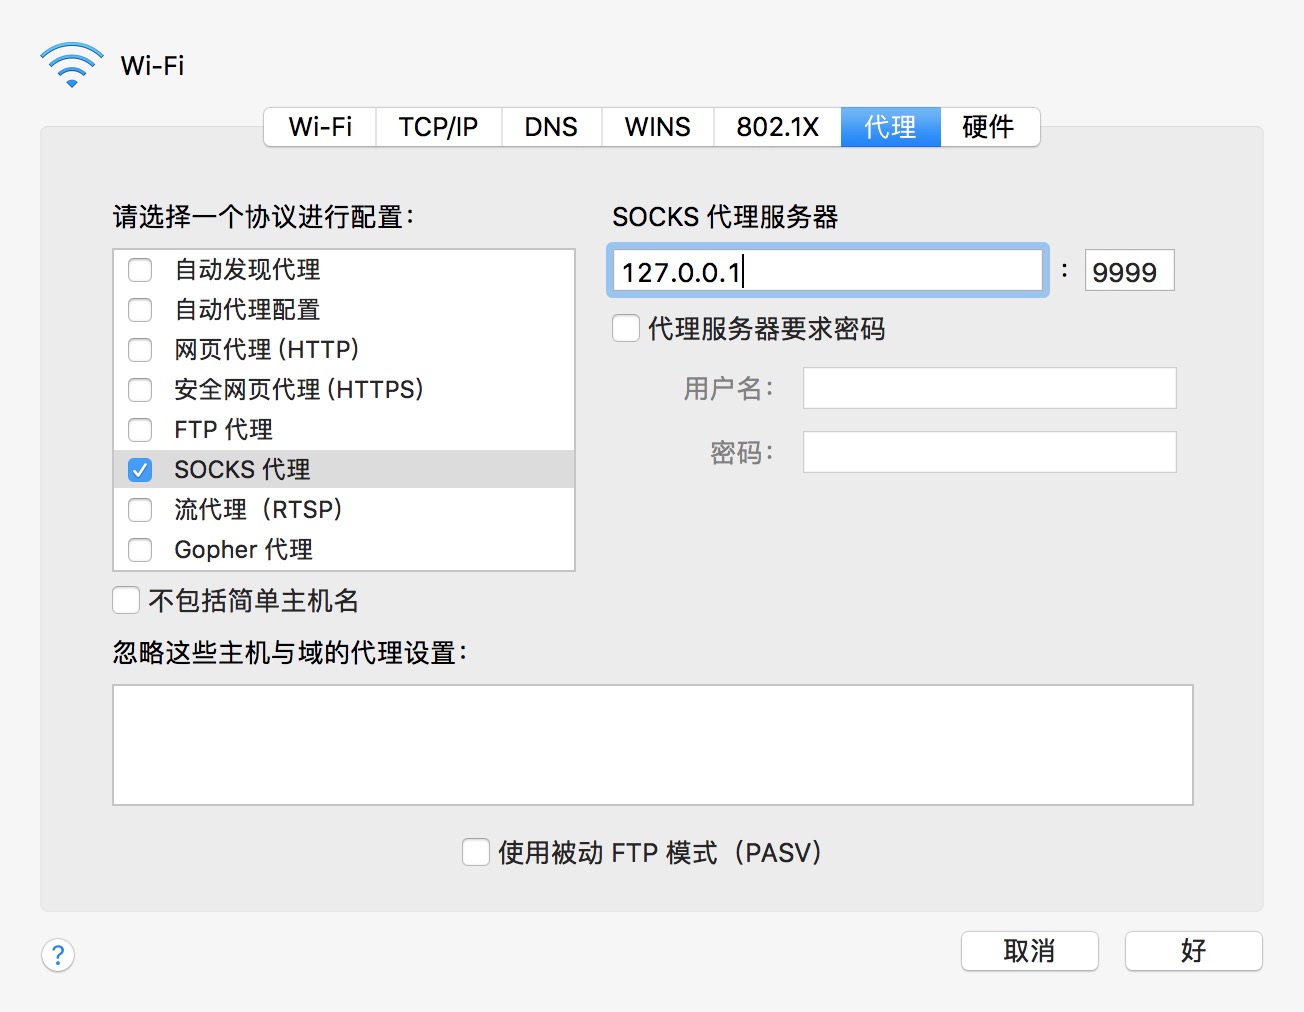 Wi-Fi
Wi-Fi TCP/IP DNS WINS 802.1X 代理 硬件
请选择一个协议进行配置：
自动发现代理
自动代理配置
网页代理 (HTTP)
安全网页代理 (HTTPS)
FTP 代理
SOCKS 代理
流代理（RTSP）
Gopher 代理
不包括简单主机名
SOCKS 代理服务器
127.0.0.1 : 9999
代理服务器要求密码
用户名：
密码：
忽略这些主机与域的代理设置：
使用被动 FTP 模式（PASV）
? 取消 好